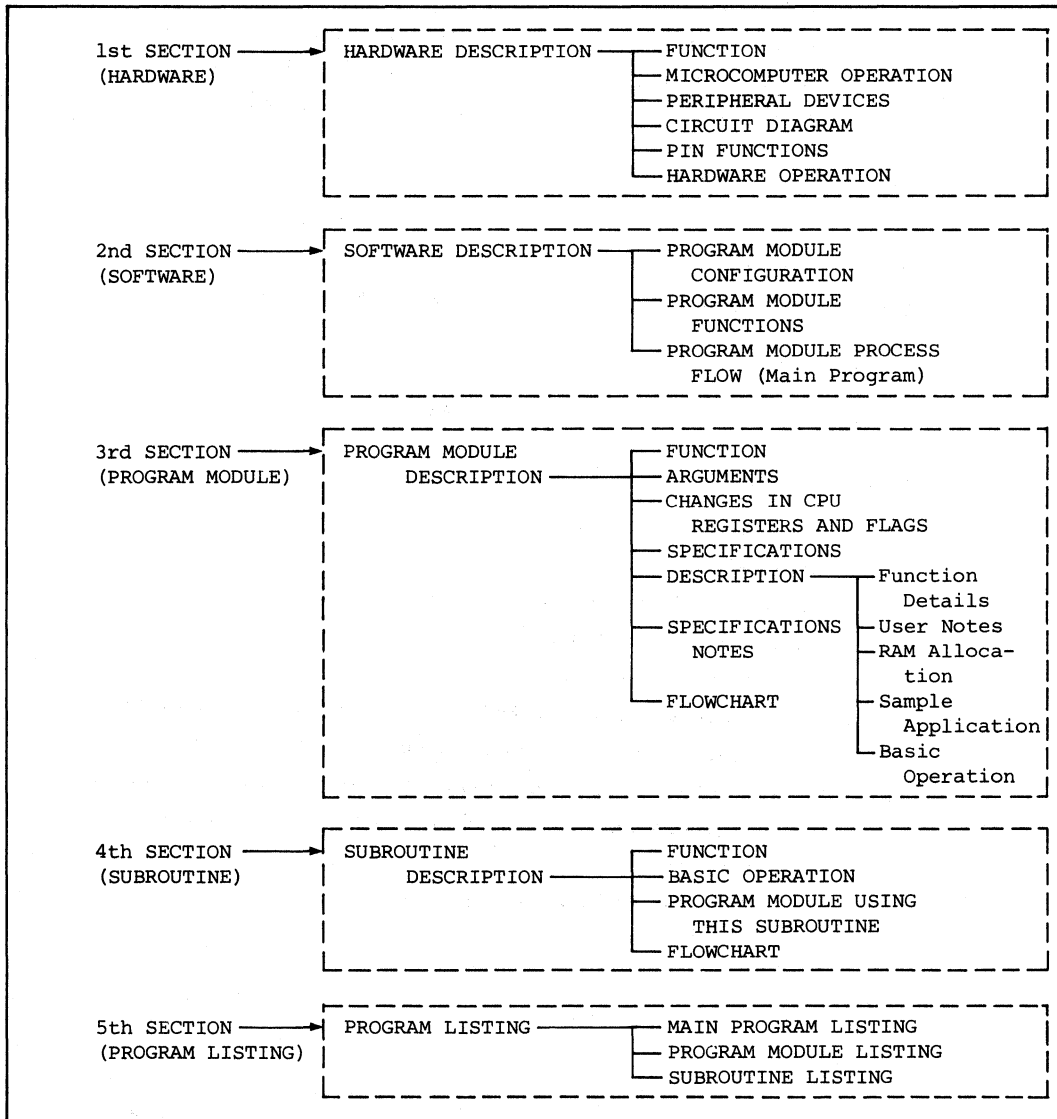 1st SECTION HARDWARE DESCRIPTION FUNCTION
(HARDWARE) MICROCOMPUTER OPERATION
PERIPHERAL DEVICES
CIRCUIT DIAGRAM
PIN FUNCTIONS
HARDWARE OPERATION
2nd SECTION SOFTWARE DESCRIPTION PROGRAM MODULE
(SOFTWARE) CONFIGURATION
PROGRAM MODULE
FUNCTIONS
PROGRAM MODULE PROCESS
FLOW (Main Program)
3rd SECTION PROGRAM MODULE FUNCTION
(PROGRAM MODULE) DESCRIPTION ARGUMENTS
CHANGES IN CPU
REGISTERS AND FLAGS
SPECIFICATIONS
DESCRIPTION Function
Details
SPECIFICATIONS User Notes
NOTES RAM Alloca-
tion
FLOWCHART Sample
Application
Basic
Operation
4th SECTION SUBROUTINE FUNCTION
(SUBROUTINE) DESCRIPTION BASIC OPERATION
PROGRAM MODULE USING
THIS SUBROUTINE
FLOWCHART
5th SECTION PROGRAM LISTING MAIN PROGRAM LISTING
(PROGRAM LISTING) PROGRAM MODULE LISTING
SUBROUTINE LISTING